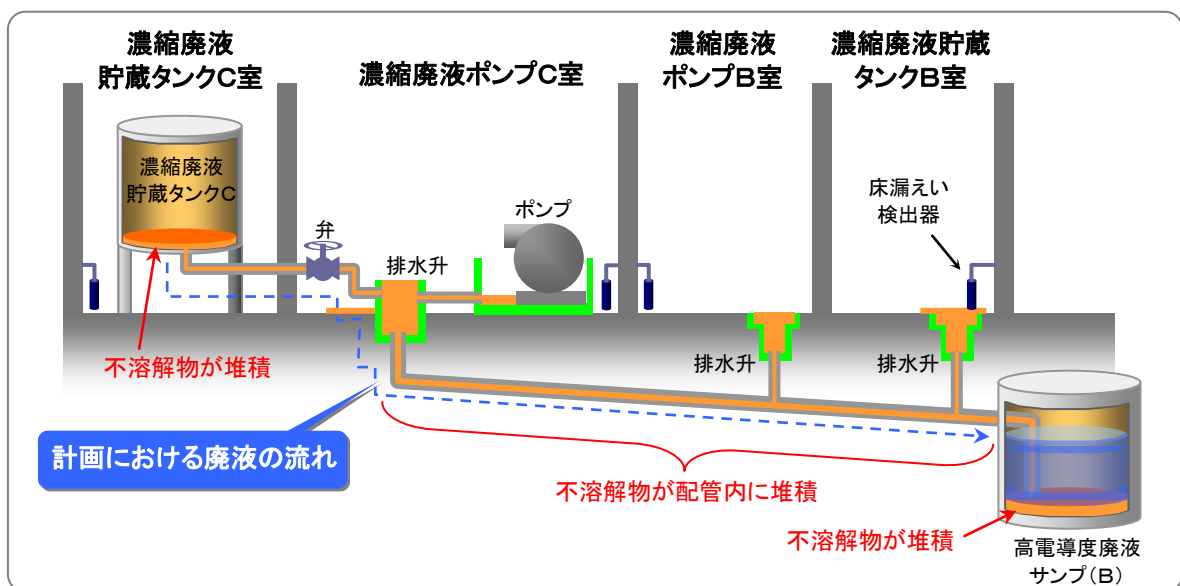 濃縮廃液
貯蔵タンクC室
濃縮廃液ポンプC室
濃縮廃液
ポンプB室
濃縮廃液貯蔵
タンクB室
濃縮廃液
貯蔵タンクC
弁
ポンプ
排水升
床漏えい
検出器
不溶解物が堆積
排水升
排水升
計画における廃液の流れ
不溶解物が配管内に堆積
不溶解物が堆積
高電導度廃液
サンプ(B)